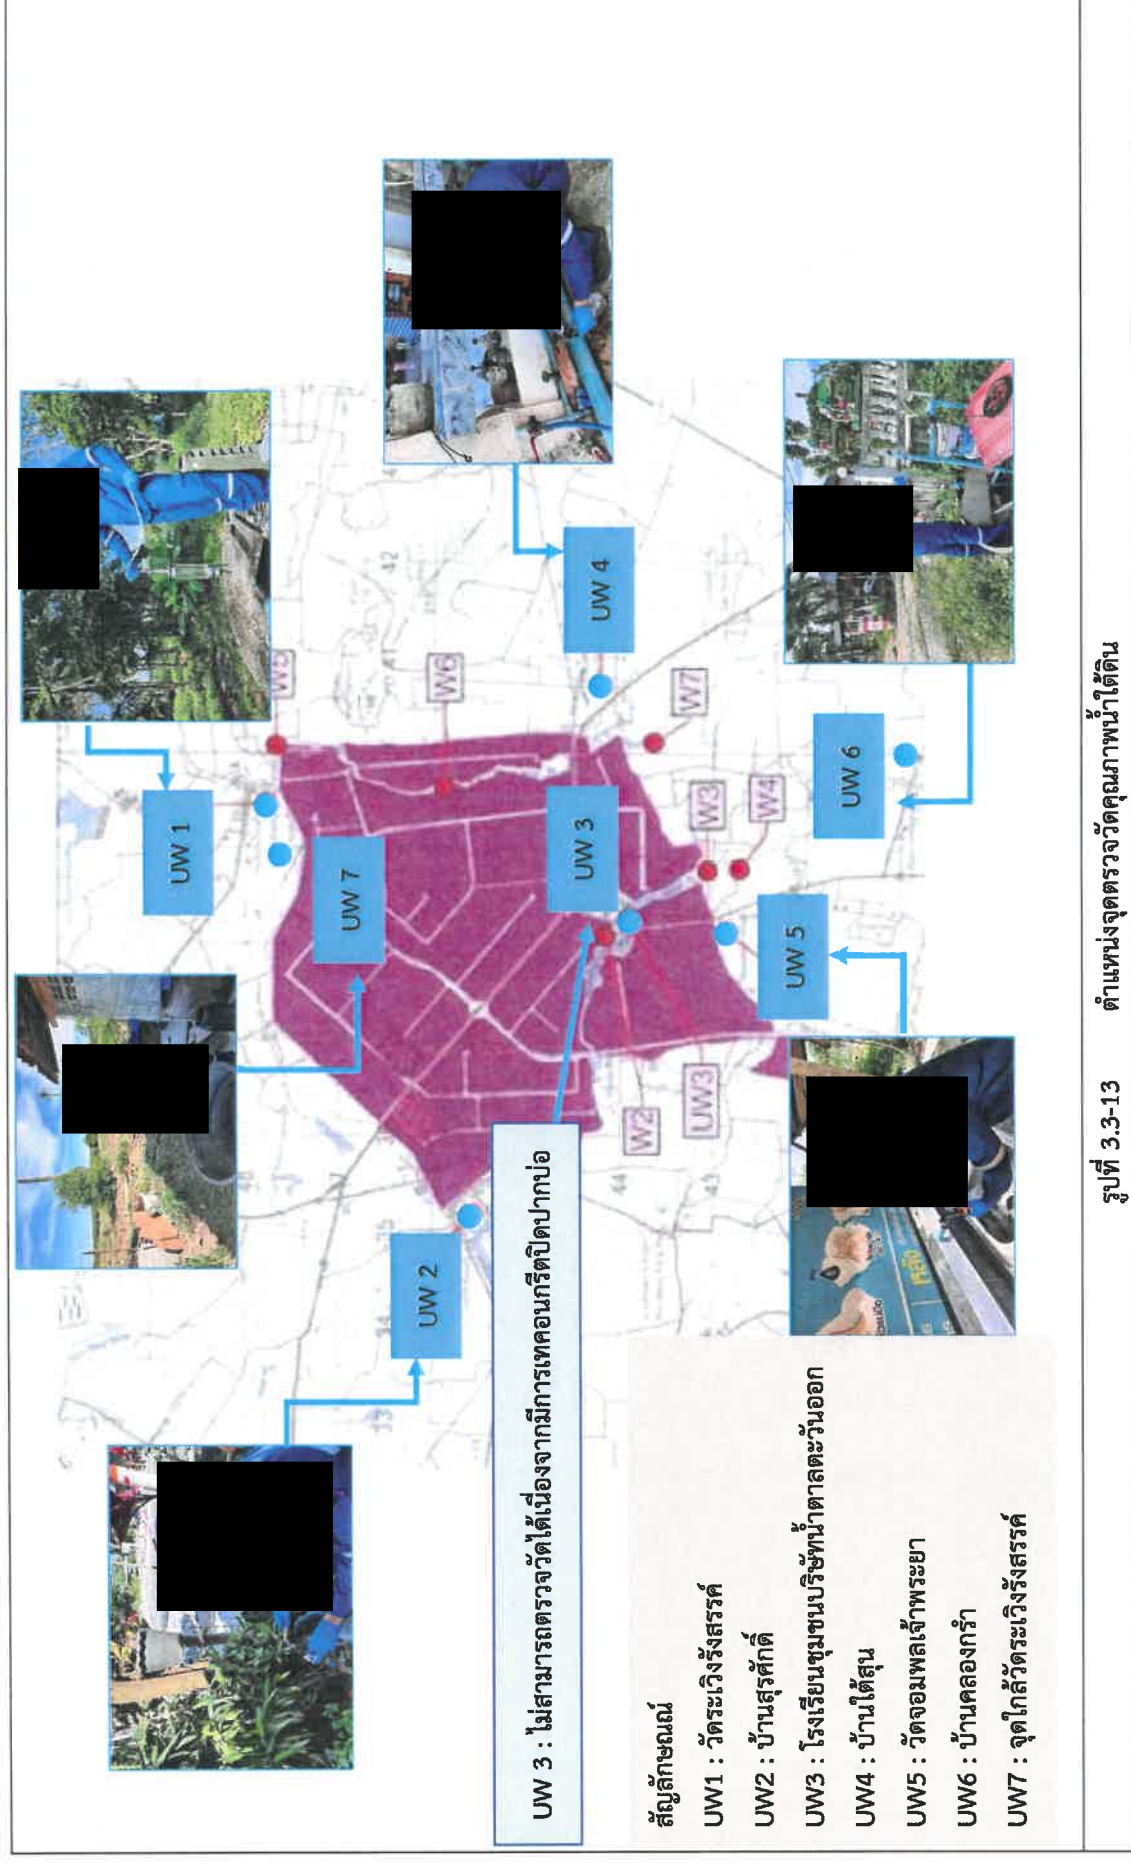 UW 1
UW 7
UW 2
UW 3
UW 4
UW 5
UW 6
W5
W6
W7
W3
W4
W2
UW3
42
44
43
UW 3 : ไม่สามารถตรวจวัดได้เนื่องจากมีการเทคอนกรีตปิดปากบ่อ
สัญลักษณณ์
UW1 : วัดระเวิงรังสรรค์
UW2 : บ้านสุรศักดิ์
UW3 : โรงเรียนชุมชนบริษัทน้ำตาลตะวันออก
UW4 : บ้านใต้สุน
UW5 : วัดจอมพลเจ้าพระยา
UW6 : บ้านคลองกรำ
UW7 : จุดใกล้วัดระเวิงรังสรรค์
รูปที่ 3.3-13 ตำแหน่งจุดตรวจวัดคุณภาพน้ำใต้ดิน